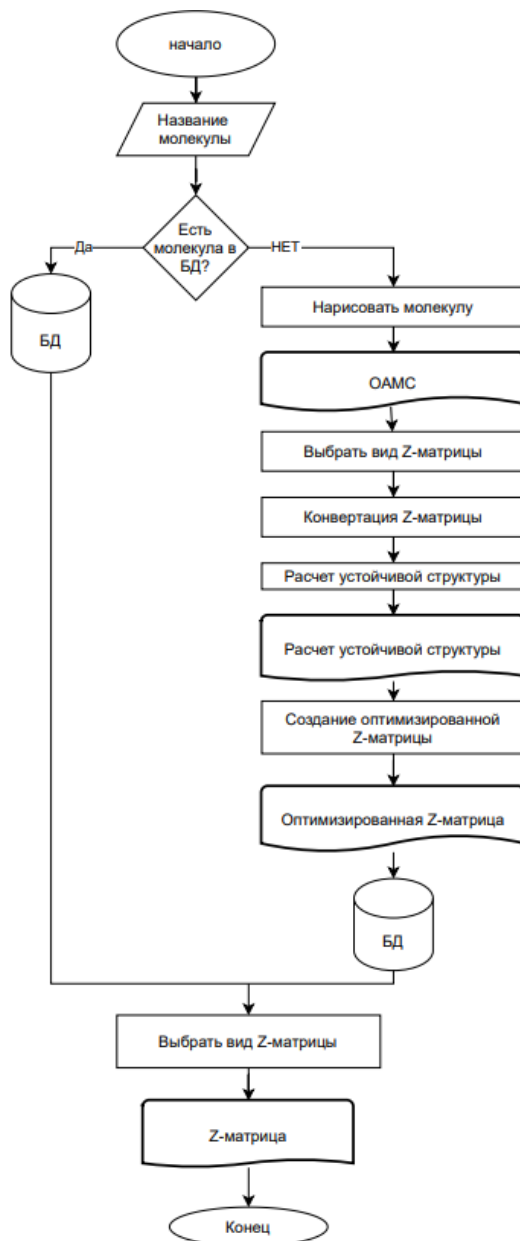 начало
Название
молекулы
Есть
молекула в
БД?
Да
НЕТ
БД
Нарисовать молекулу
ОАМС
Выбрать вид Z-матрицы
Конвертация Z-матрицы
Расчет устойчивой структуры
Расчет устойчивой структуры
Создание оптимизированной
Z-матрицы
Оптимизированная Z-матрица
БД
Выбрать вид Z-матрицы
Z-матрица
Конец